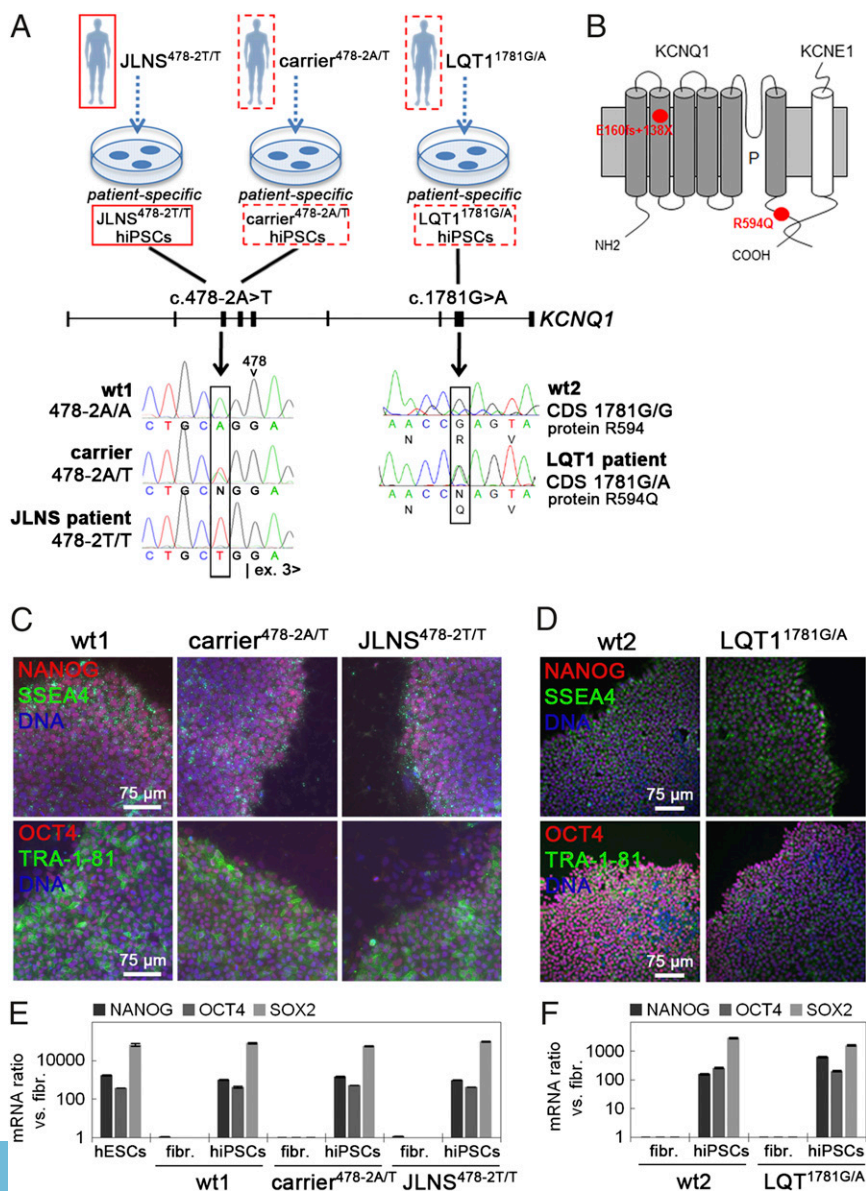 A
JLNS478-2T/T
carrier478-2A/T
LQT11781G/A
patient-specific
patient-specific
patient-specific
JLNS478-2T/T
hiPSCs
carrier478-2A/T
hiPSCs
LQT11781G/A
hiPSCs
c.478-2A>T
c.1781G>A
KCNQ1
478
wt1
478-2A/A
C T G C A G G A
carrier
478-2A/T
C T G C N G G A
JLNS patient
478-2T/T
C T G C T G G A
| ex. 3>
wt2
CDS 1781G/G
protein R594
A A C C G A G T A
N R V
LQT1 patient
CDS 1781G/A
protein R594Q
A A C C N A G T A
N Q V
B
KCNQ1
KCNE1
E160fs+138X
P
R594Q
NH2
COOH
C
wt1
carrier478-2A/T
JLNS478-2T/T
NANOG
SSEA4
DNA
75 µm
OCT4
TRA-1-81
DNA
75 µm
D
wt2
LQT11781G/A
NANOG
SSEA4
DNA
75 µm
OCT4
TRA-1-81
DNA
75 µm
E
NANOG OCT4 SOX2
mRNA ratio
vs. fibr.
10000
100
1
hESCs fibr. hiPSCs fibr. hiPSCs fibr. hiPSCs
wt1 carrier478-2A/T JLNS478-2T/T
F
NANOG OCT4 SOX2
mRNA ratio
vs. fibr.
1000
100
10
1
fibr. hiPSCs fibr. hiPSCs
wt2 LQT1781G/A